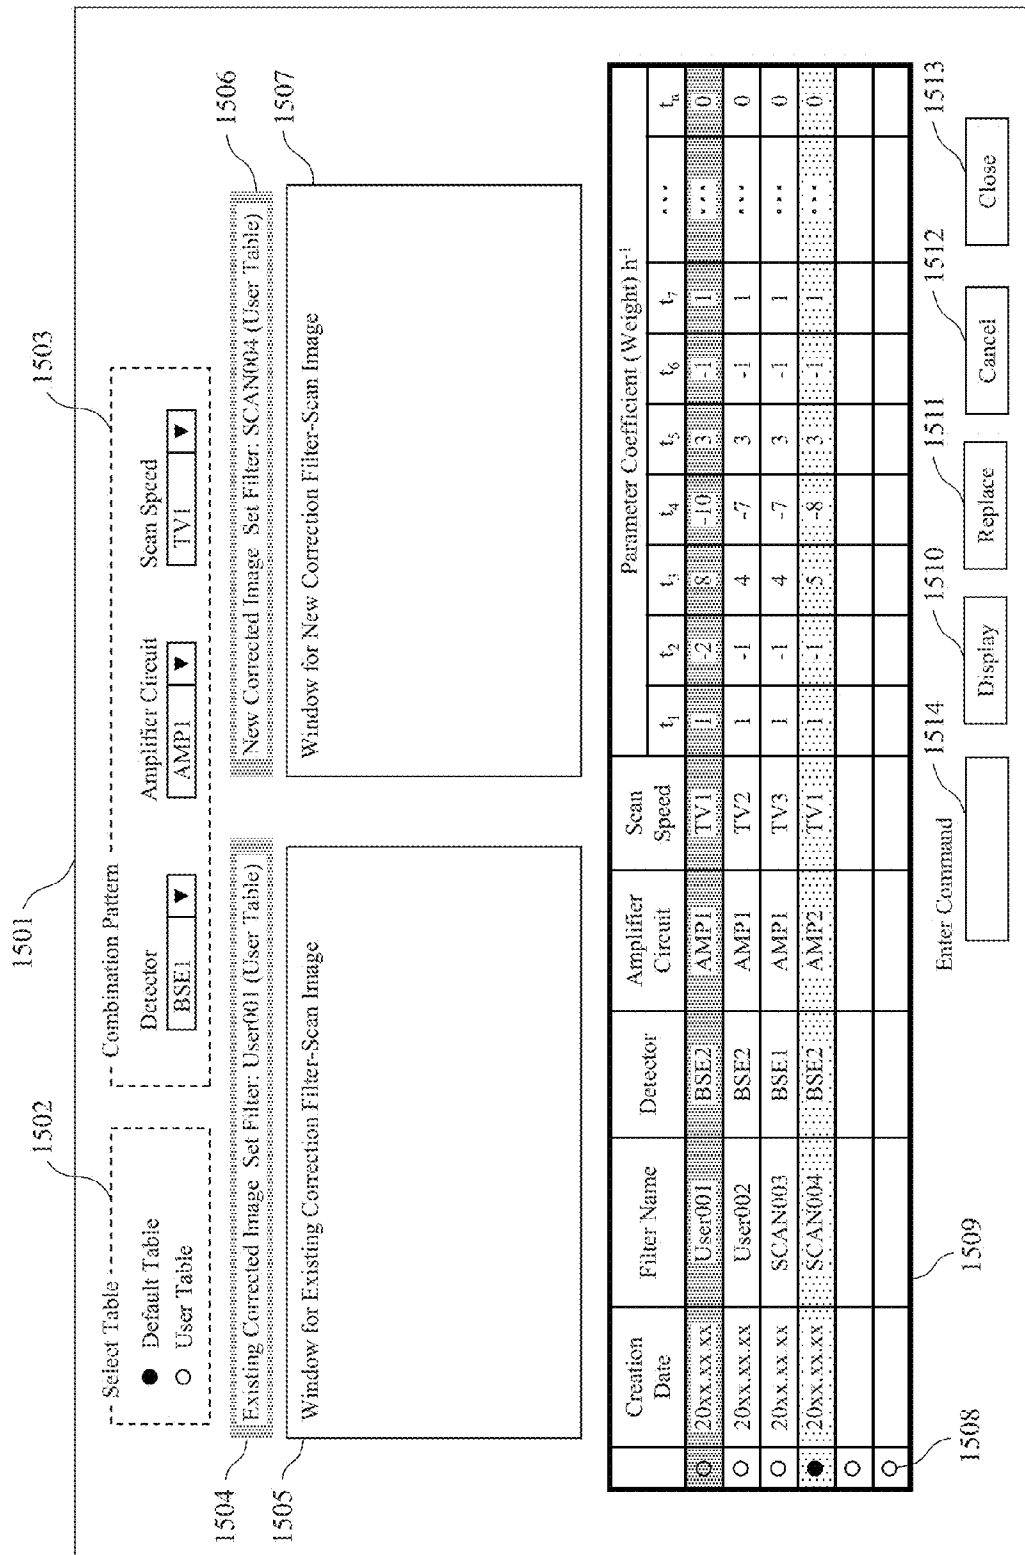 1501
1502
1503
Select Table
Default Table
User Table
Combination Pattern
Detector
Amplifier Circuit
Scan Speed
BSE1 ▼
AMP1 ▼
TV1 ▼
1504
Existing Corrected Image Set Filter: User001 (User Table)
New Corrected Image Set Filter: SCAN004 (User Table)
1506
1505
Window for Existing Correction Filter-Scan Image
Window for New Correction Filter-Scan Image
1507
Creation Date Filter Name Detector Amplifier Circuit Scan Speed Parameter Coefficient (Weight) h⁻¹
t₁ t₂ t₃ t₄ t₅ t₆ t₇ ••• tₙ
20xx.xx.xx User001 BSE2 AMP1 TV1 1 -2 8 -10 3 -1 1 ••• 0
20xx.xx.xx User002 BSE2 AMP1 TV2 1 -1 4 -7 3 -1 1 ••• 0
20xx.xx.xx SCAN003 BSE1 AMP1 TV3 1 -1 4 -7 3 -1 1 ••• 0
20xx.xx.xx SCAN004 BSE2 AMP2 TV1 1 -1 5 -8 3 -1 1 ••• 0
1508
1509
Enter Command
1514
1510
1511
1512
1513
Display
Replace
Cancel
Close